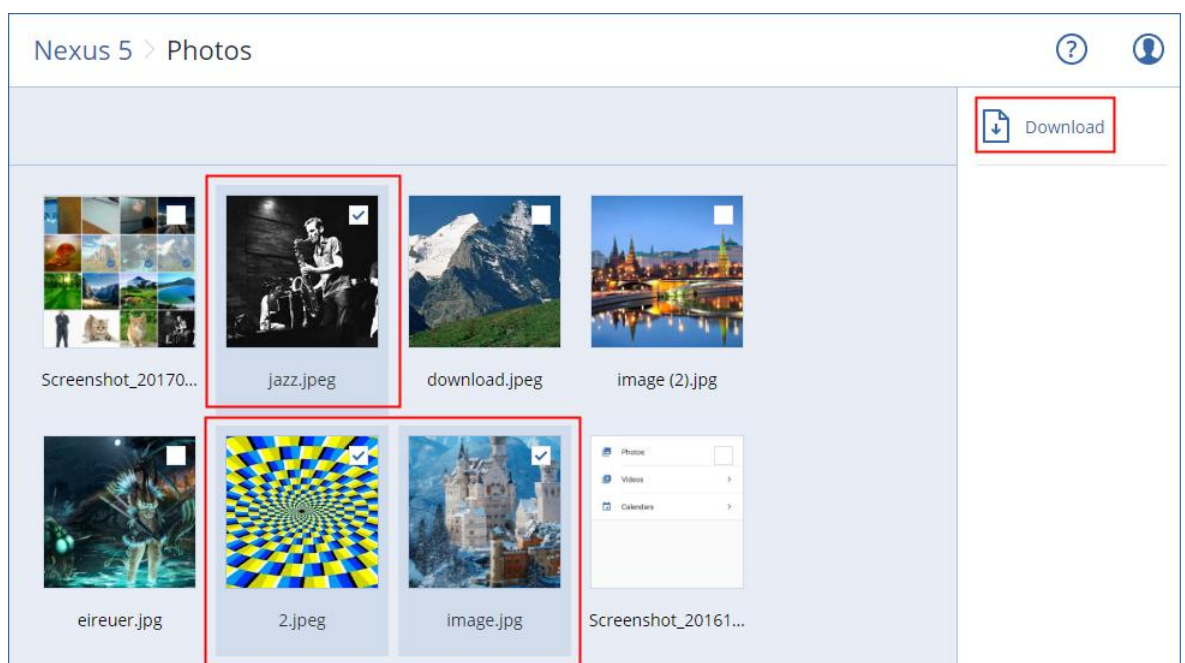 Nexus 5 > Photos
?
Download
Screenshot_20170...
jazz.jpeg
download.jpeg
image (2).jpg
Photos
Videos
Calendars
eireuer.jpg
2.jpeg
image.jpg
Screenshot_20161...